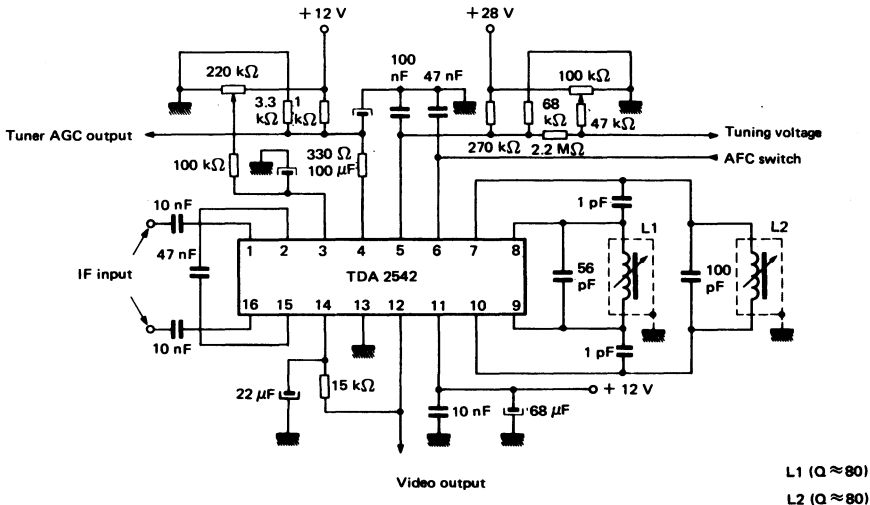 +12 V
+28 V
220 kΩ
3.3 kΩ
1 kΩ
100 nF
47 nF
68 kΩ
100 kΩ
47 kΩ
Tuner AGC output
Tuning voltage
100 kΩ
330 Ω
100 µF
270 kΩ
2.2 MΩ
AFC switch
10 nF
1 pF
L1
L2
1 2 3 4 5 6 7 8
47 nF
IF input
TDA 2542
56 pF
100 pF
16 15 14 13 12 11 10 9
10 nF
1 pF
22 µF
15 kΩ
10 nF
68 µF
+ 12 V
Video output
L1 (Q ≈ 80)
L2 (Q ≈ 80)